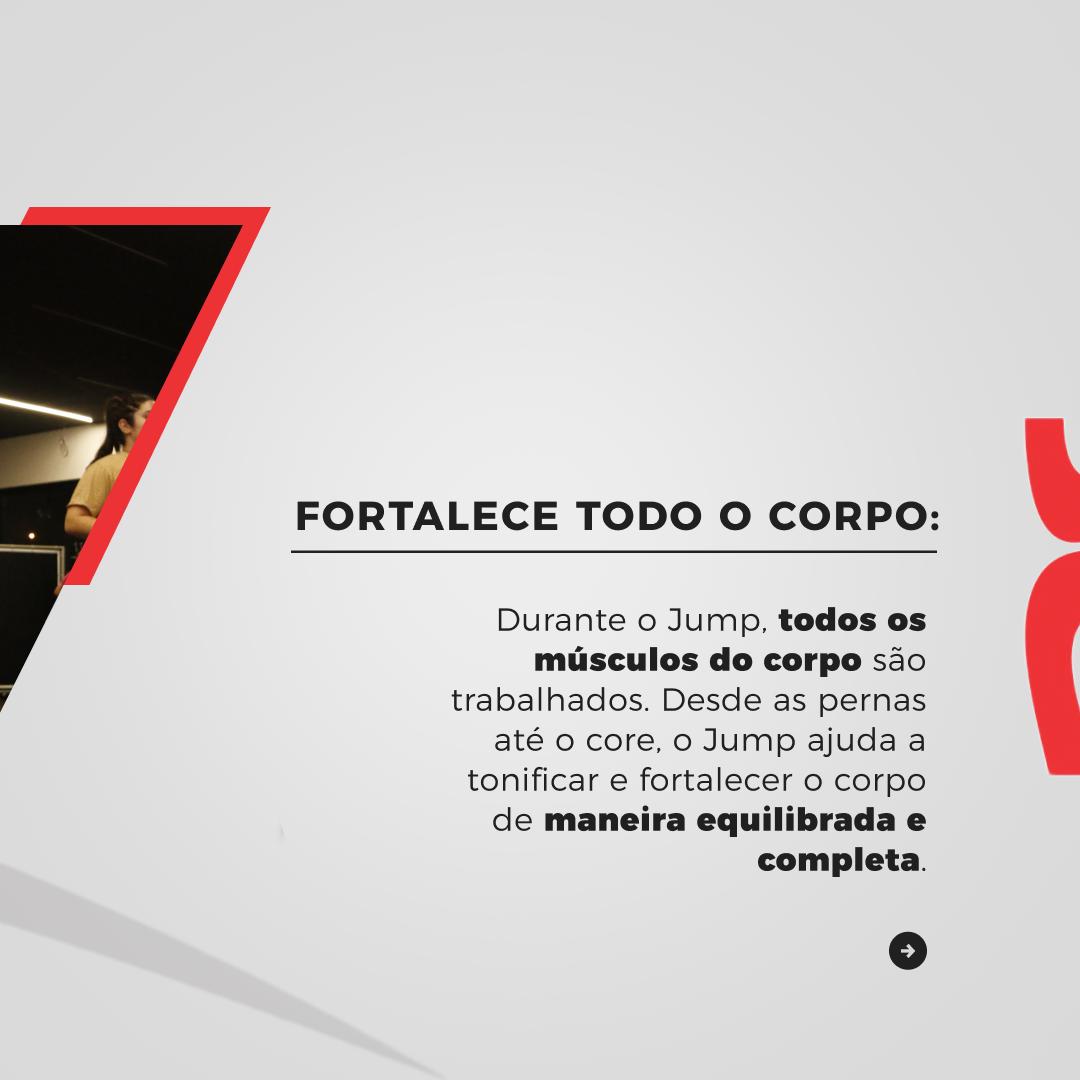 FORTALECE TODO O CORPO:
Durante o Jump, todos os
músculos do corpo são
trabalhados. Desde as pernas
até o core, o Jump ajuda a
tonificar e fortalecer o corpo
de maneira equilibrada e
completa.